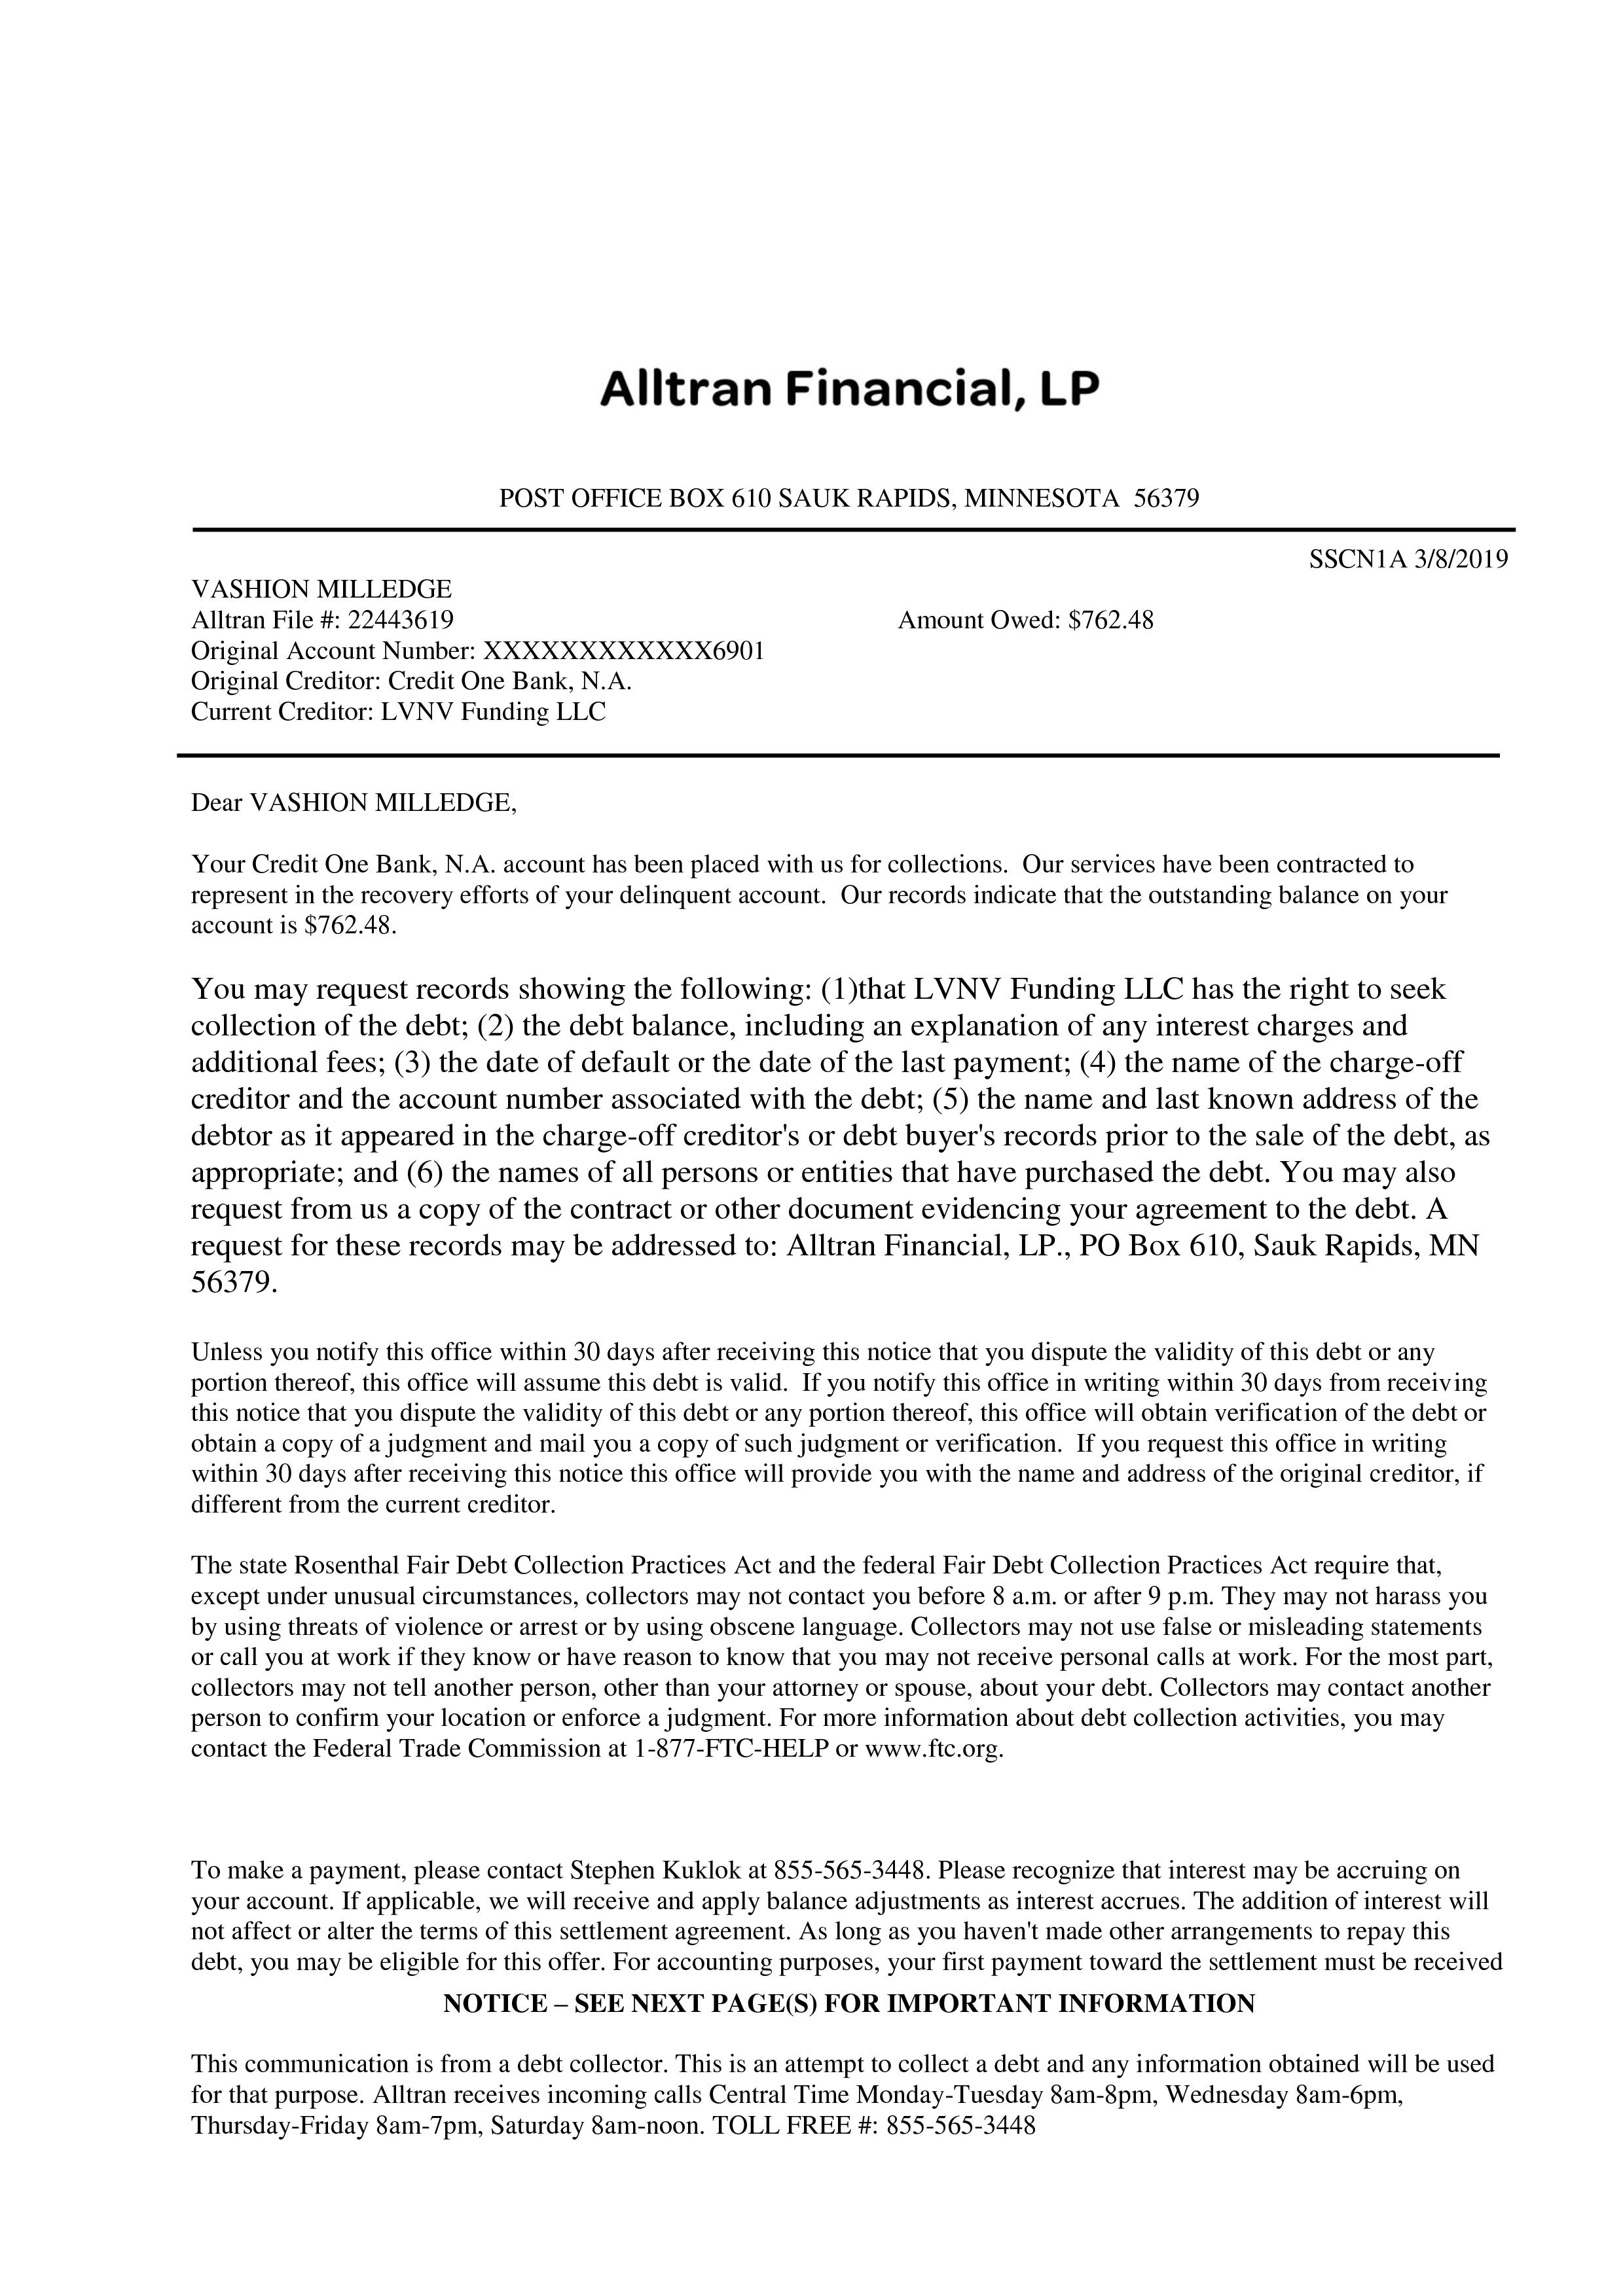 Alltran Financial, LP
POST OFFICE BOX 610 SAUK RAPIDS, MINNESOTA  56379
SSCN1A 3/8/2019
VASHION MILLEDGE
Alltran File #: 22443619 Amount Owed: $762.48
Original Account Number: XXXXXXXXXXXX6901
Original Creditor: Credit One Bank, N.A.
Current Creditor: LVNV Funding LLC
Dear VASHION MILLEDGE,
Your Credit One Bank, N.A. account has been placed with us for collections.  Our services have been contracted to
represent in the recovery efforts of your delinquent account.  Our records indicate that the outstanding balance on your
account is $762.48.
You may request records showing the following: (1)that LVNV Funding LLC has the right to seek
collection of the debt; (2) the debt balance, including an explanation of any interest charges and
additional fees; (3) the date of default or the date of the last payment; (4) the name of the charge-off
creditor and the account number associated with the debt; (5) the name and last known address of the
debtor as it appeared in the charge-off creditor's or debt buyer's records prior to the sale of the debt, as
appropriate; and (6) the names of all persons or entities that have purchased the debt. You may also
request from us a copy of the contract or other document evidencing your agreement to the debt. A
request for these records may be addressed to: Alltran Financial, LP., PO Box 610, Sauk Rapids, MN
56379.
Unless you notify this office within 30 days after receiving this notice that you dispute the validity of this debt or any
portion thereof, this office will assume this debt is valid.  If you notify this office in writing within 30 days from receiving
this notice that you dispute the validity of this debt or any portion thereof, this office will obtain verification of the debt or
obtain a copy of a judgment and mail you a copy of such judgment or verification.  If you request this office in writing
within 30 days after receiving this notice this office will provide you with the name and address of the original creditor, if
different from the current creditor.
The state Rosenthal Fair Debt Collection Practices Act and the federal Fair Debt Collection Practices Act require that,
except under unusual circumstances, collectors may not contact you before 8 a.m. or after 9 p.m. They may not harass you
by using threats of violence or arrest or by using obscene language. Collectors may not use false or misleading statements
or call you at work if they know or have reason to know that you may not receive personal calls at work. For the most part,
collectors may not tell another person, other than your attorney or spouse, about your debt. Collectors may contact another
person to confirm your location or enforce a judgment. For more information about debt collection activities, you may
contact the Federal Trade Commission at 1-877-FTC-HELP or www.ftc.org.
To make a payment, please contact Stephen Kuklok at 855-565-3448. Please recognize that interest may be accruing on
your account. If applicable, we will receive and apply balance adjustments as interest accrues. The addition of interest will
not affect or alter the terms of this settlement agreement. As long as you haven't made other arrangements to repay this
debt, you may be eligible for this offer. For accounting purposes, your first payment toward the settlement must be received
NOTICE – SEE NEXT PAGE(S) FOR IMPORTANT INFORMATION
This communication is from a debt collector. This is an attempt to collect a debt and any information obtained will be used
for that purpose. Alltran receives incoming calls Central Time Monday-Tuesday 8am-8pm, Wednesday 8am-6pm,
Thursday-Friday 8am-7pm, Saturday 8am-noon. TOLL FREE #: 855-565-3448